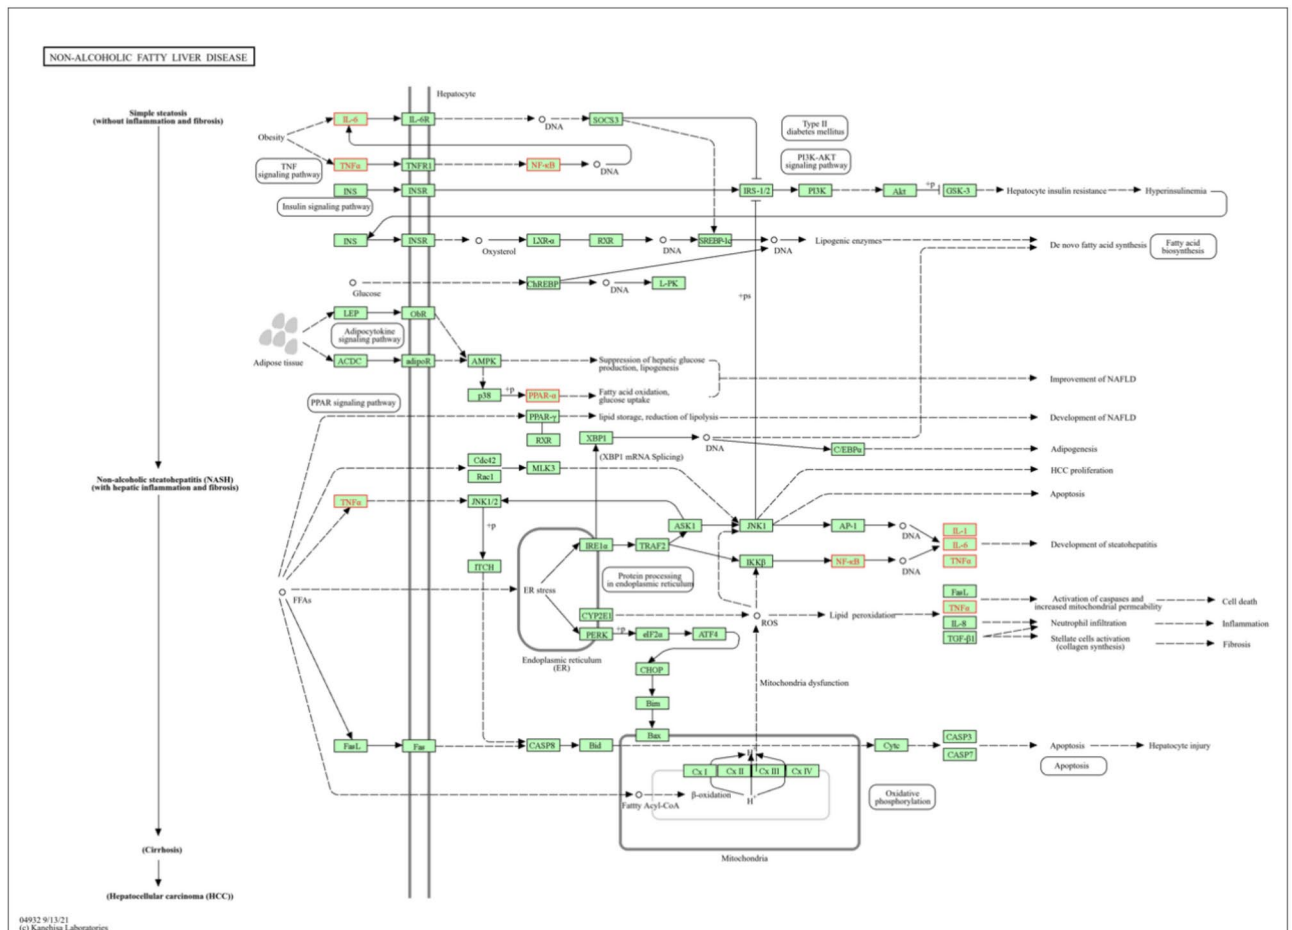 NON-ALCOHOLIC FATTY LIVER DISEASE
Hepatocyte
Simple steatosis
(without inflammation and fibrosis)
Obesity
IL-6
IL-6R
DNA
SOCS3
Type II
diabetes mellitus
TNF
signaling pathway
TNFα
TNFR1
NF-κB
DNA
PI3K-AKT
signaling pathway
INS
INSR
IRS-1/2
PI3K
Akt
+p
GSK-3
Hepatocyte insulin resistance
Hyperinsulinemia
Insulin signaling pathway
INS
INSR
Oxysterol
LXR-α
RXR
DNA
SREBP-1c
DNA
Lipogenic enzymes
De novo fatty acid synthesis
Fatty acid
biosynthesis
Glucose
ChREBP
DNA
L-PK
+ps
LEP
ObR
Adipocytokine
signaling pathway
Adipose tissue
ACDC
adipoR
AMPK
Suppression of hepatic glucose
production, lipogenesis
Improvement of NAFLD
p38
+p
PPAR-α
Fatty acid oxidation,
glucose uptake
PPAR signaling pathway
PPAR-γ
lipid storage, reduction of lipolysis
Development of NAFLD
RXR
XBP1
DNA
C/EBPα
Adipogenesis
(XBP1 mRNA Splicing)
Cdc42
Rac1
MLK3
HCC proliferation
Non-alcoholic steatohepatitis (NASH)
(with hepatic inflammation and fibrosis)
TNFα
JNK1/2
Apoptosis
+p
ASK1
JNK1
AP-1
DNA
IL-1
IL-6
TNFα
Development of steatohepatitis
IRE1α
TRAF2
IKKβ
NF-κB
DNA
ITCH
ER stress
Protein processing
in endoplasmic reticulum
FFAs
FasL
TNFα
IL-8
TGF-β1
Activation of caspases and
increased mitochondrial permeability
Cell death
CYP2E1
ROS
Lipid peroxidation
Neutrophil infiltration
Inflammation
PERK
+p
eIF2α
ATF4
Stellate cells activation
(collagen synthesis)
Fibrosis
Endoplasmic reticulum
(ER)
CHOP
Mitochondria dysfunction
Bim
Bax
FasL
Fas
CASP8
Bid
Cytc
CASP3
CASP7
Apoptosis
Hepatocyte injury
Apoptosis
H
Cx I
Cx II
Cx III
Cx IV
Fattty Acyl-CoA
β-oxidation
H
Oxidative
phosphorylation
Mitochondria
(Cirrhosis)
(Hepatocellular carcinoma (HCC))
04932 9/13/21
(c) Kanehisa Laboratories